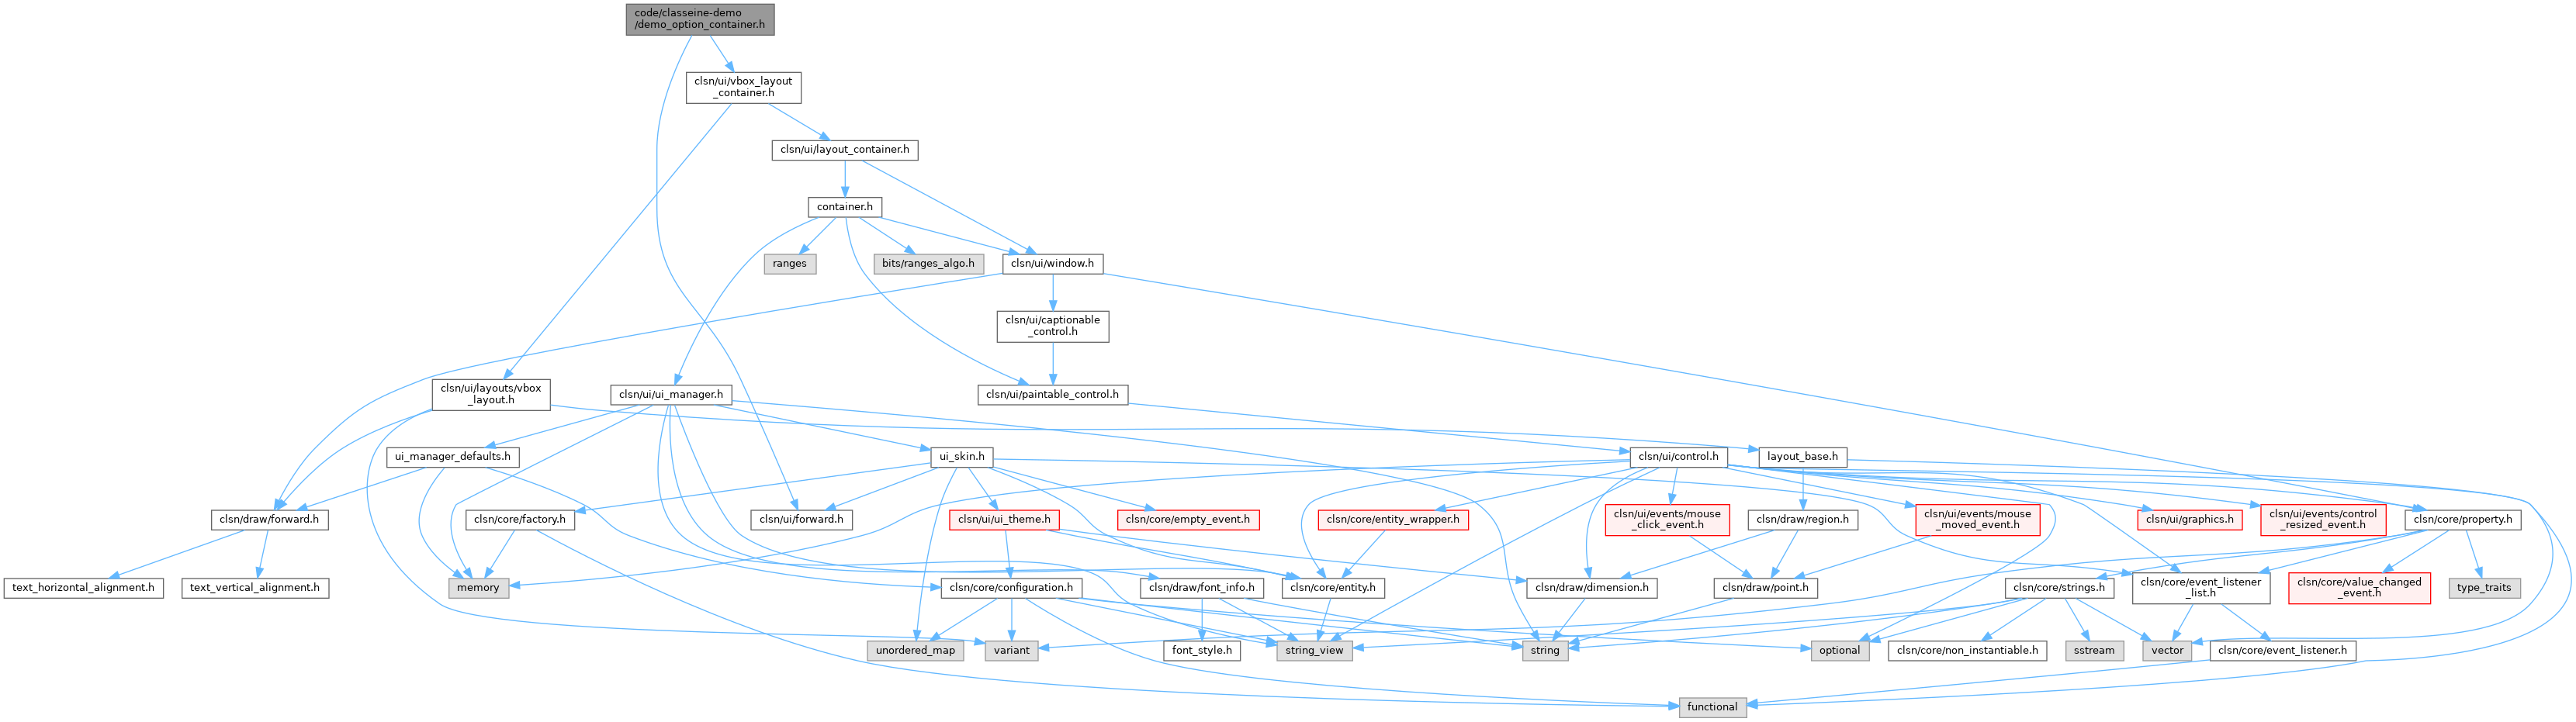 code/classeine-demo
/demo_option_container.h
clsn/ui/vbox_layout
_container.h
clsn/ui/layout_container.h
container.h
ranges
bits/ranges_algo.h
clsn/ui/window.h
clsn/ui/captionable
_control.h
clsn/ui/layouts/vbox
_layout.h
clsn/ui/ui_manager.h
clsn/ui/paintable_control.h
ui_manager_defaults.h
ui_skin.h
clsn/ui/control.h
layout_base.h
clsn/draw/forward.h
clsn/core/factory.h
clsn/ui/forward.h
clsn/ui/ui_theme.h
clsn/core/empty_event.h
clsn/core/entity_wrapper.h
clsn/ui/events/mouse
_click_event.h
clsn/draw/region.h
clsn/ui/events/mouse
_moved_event.h
clsn/ui/graphics.h
clsn/ui/events/control
_resized_event.h
clsn/core/property.h
text_horizontal_alignment.h
text_vertical_alignment.h
memory
clsn/core/configuration.h
clsn/draw/font_info.h
clsn/core/entity.h
clsn/draw/dimension.h
clsn/draw/point.h
clsn/core/strings.h
clsn/core/event_listener
_list.h
clsn/core/value_changed
_event.h
type_traits
unordered_map
variant
font_style.h
string_view
string
optional
clsn/core/non_instantiable.h
sstream
vector
clsn/core/event_listener.h
functional